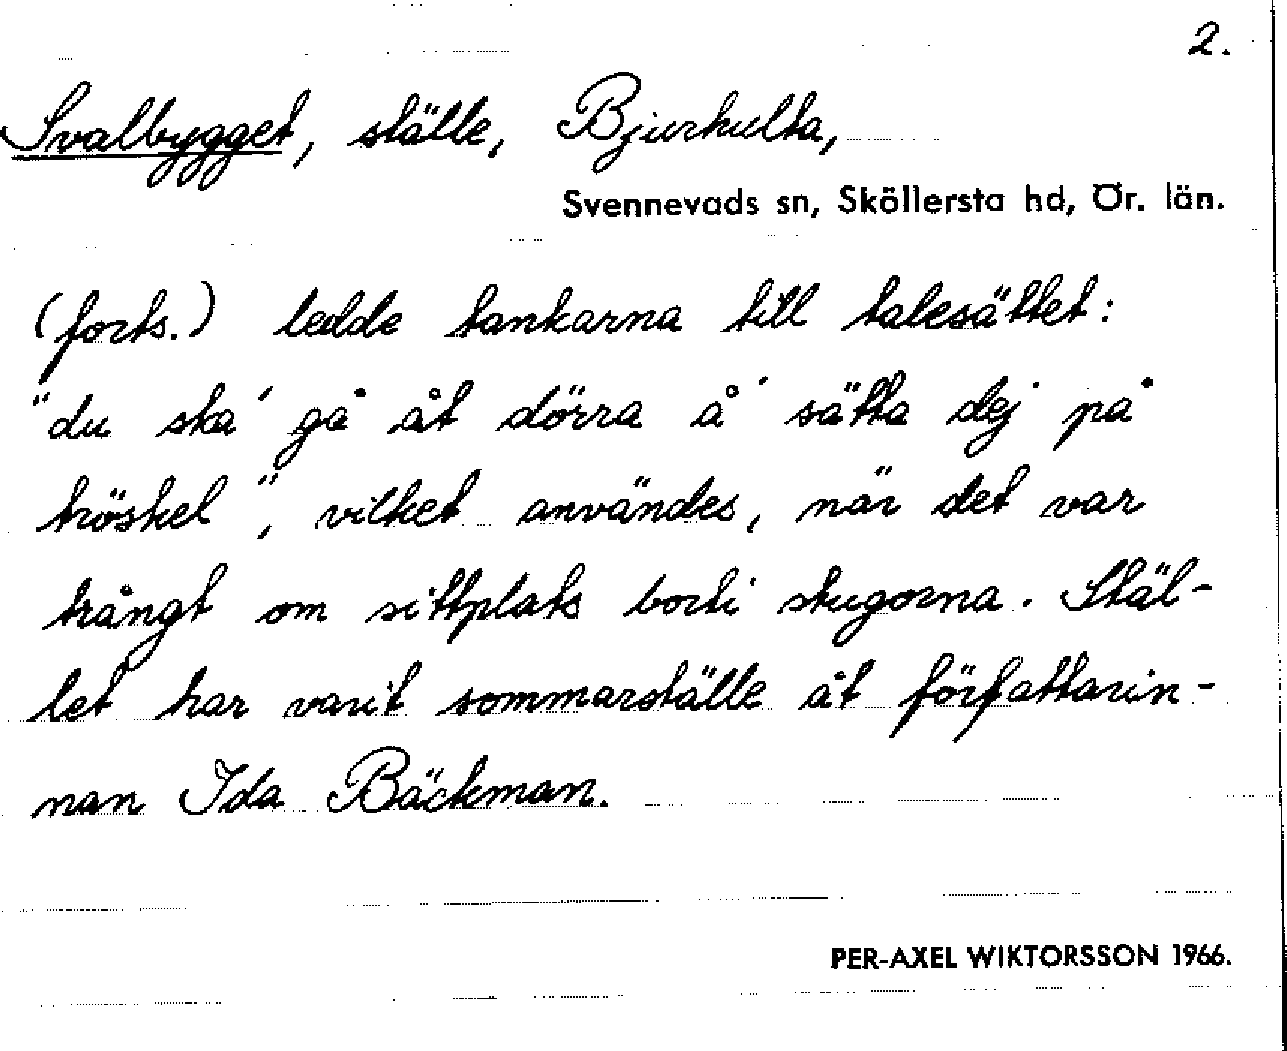 2.
Svalbygget, ställe, Bjurhulta,
Svennevads sn, Sköllersta hd, Ör. län.
(forts.) ledde tankarna till talesättet:
"du ska' gå åt dörra å' sätta dej på
tröskel", vilket användes, när det var
trångt om sittplats borti stugorna. Stäl-
let har varit sommarställe åt författarin-
nan Ida Bäckman.
PER-AXEL WIKTORSSON 1966.